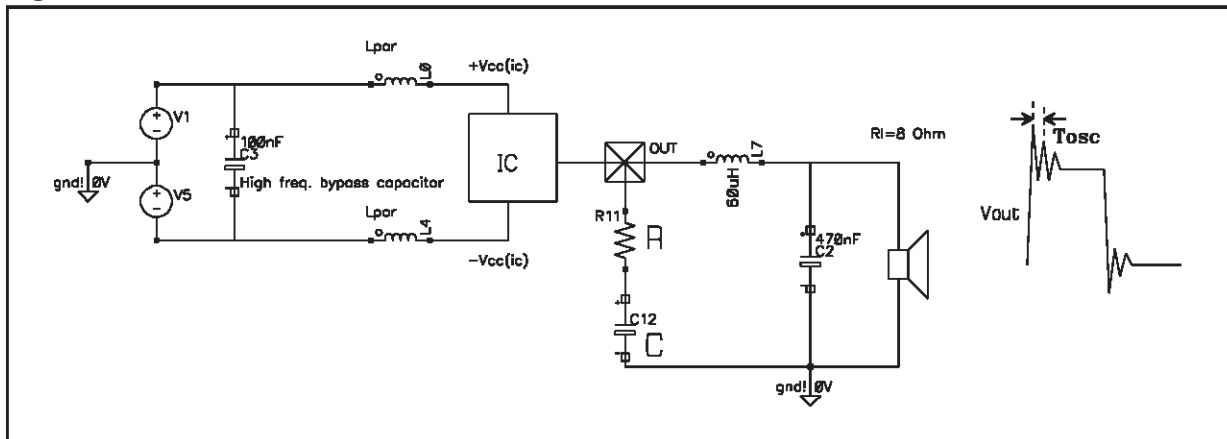 Lpar
L6
+Vcc(ic)
V1
100nF
C3
High freq. bypass capacitor
gnd! 0V
V5
IC
OUT
L7
60uH
Rl=8 Ohm
Lpar
L4
-Vcc(ic)
R11
R
C12
C
470nF
C2
gnd! 0V
Tosc
Vout